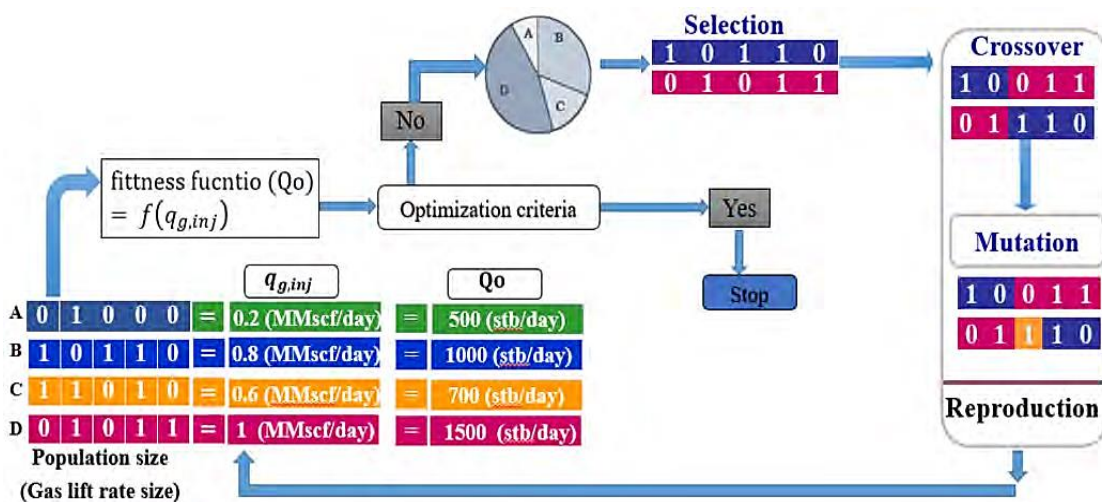 Selection
1 0 1 1 0
0 1 0 1 1
A
B
C
D
Crossover
1 0 0 1 1
0 1 1 1 0
No
fittness fucntio (Qo)
= f(q_{g,inj})
Optimization criteria
Yes
Stop
Mutation
1 0 0 1 1
0 1 1 1 0
Reproduction
q_{g,inj} Qo
A 0 1 0 0 0 = 0.2 (MMscf/day) = 500 (stb/day)
B 1 0 1 1 0 = 0.8 (MMscf/day) = 1000 (stb/day)
C 1 1 0 1 0 = 0.6 (MMscf/day) = 700 (stb/day)
D 0 1 0 1 1 = 1 (MMscf/day) = 1500 (stb/day)
Population size
(Gas lift rate size)